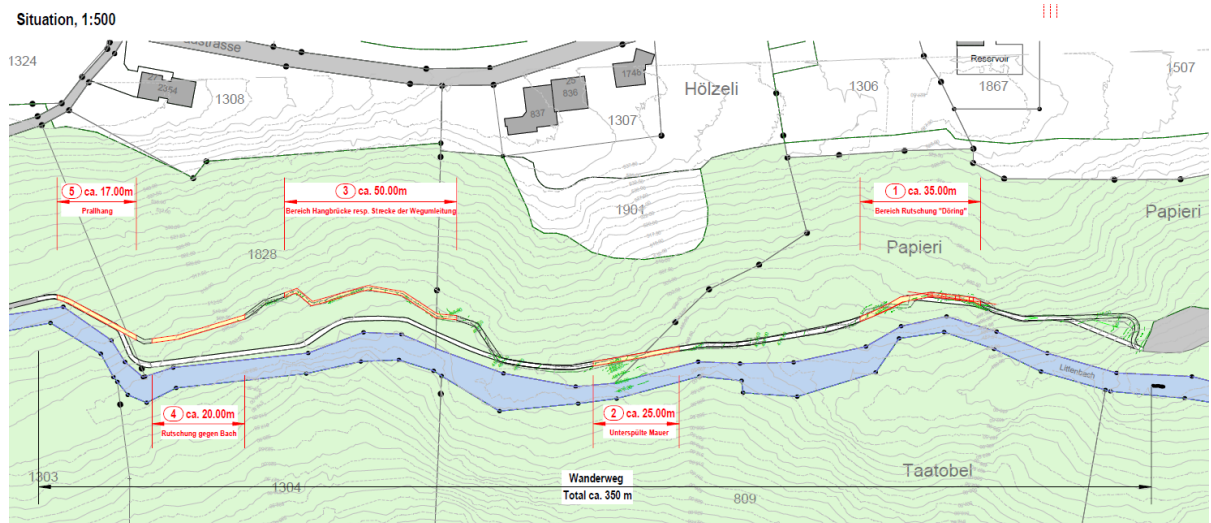 Situation, 1:500
1324
2354
1308
837
836
174b
1307
Hölzeli
1306
Reservoir
1867
1507
5 ca. 17.00m
Prallhang
3 ca. 50.00m
Bereich Hangbrücke resp. Strecke der Wegumleitung
1 ca. 35.00m
Bereich Rutschung "Döring"
1901
Papieri
Papieri
1828
Littenbach
4 ca. 20.00m
Rutschung gegen Bach
2 ca. 25.00m
Unterspülte Mauer
1303
1304
Wanderweg
Total ca. 350 m
809
Taatobel